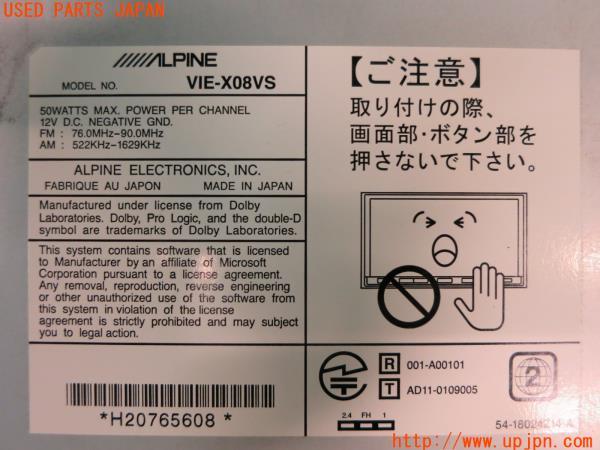 USED PARTS JAPAN
ALPINE
MODEL NO. VIE-X08VS
50WATTS MAX. POWER PER CHANNEL
12V D.C. NEGATIVE GND.
FM : 76.0MHz-90.0MHz
AM : 522KHz-1629KHz
ALPINE ELECTRONICS, INC.
FABRIQUE AU JAPON MADE IN JAPAN
Manufactured under license from Dolby
Laboratories. Dolby, Pro Logic, and the double-D
symbol are trademarks of Dolby Laboratories.
This system contains software that is licensed
to Manufacturer by an affiliate of Microsoft
Corporation pursuant to a license agreement.
Any removal, reproduction, reverse engineering
or other unauthorized use of the software from
this system in violation of the license
agreement is strictly prohibited and may subject
you to legal action.
*H20765608*
【ご注意】
取り付けの際、
画面部・ボタン部を
押さないで下さい。
R 001-A00101
T AD11-0109005
2.4 FH 1
2
http://www.upjpn.com/